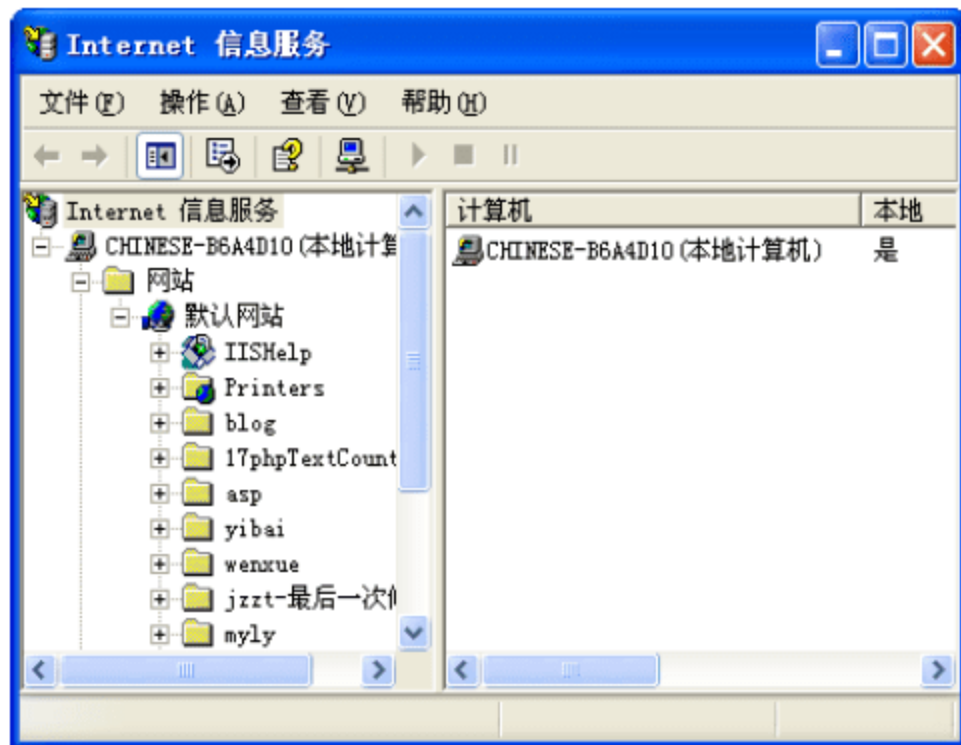 Internet 信息服务
文件(F) 操作(A) 查看(V) 帮助(H)
Internet 信息服务
CHINESE-B6A4D10(本地计算
网站
默认网站
IISHelp
Printers
blog
17phpTextCount
asp
yibai
wenxue
jzzt-最后一次
myly
计算机 本地
CHINESE-B6A4D10(本地计算机) 是